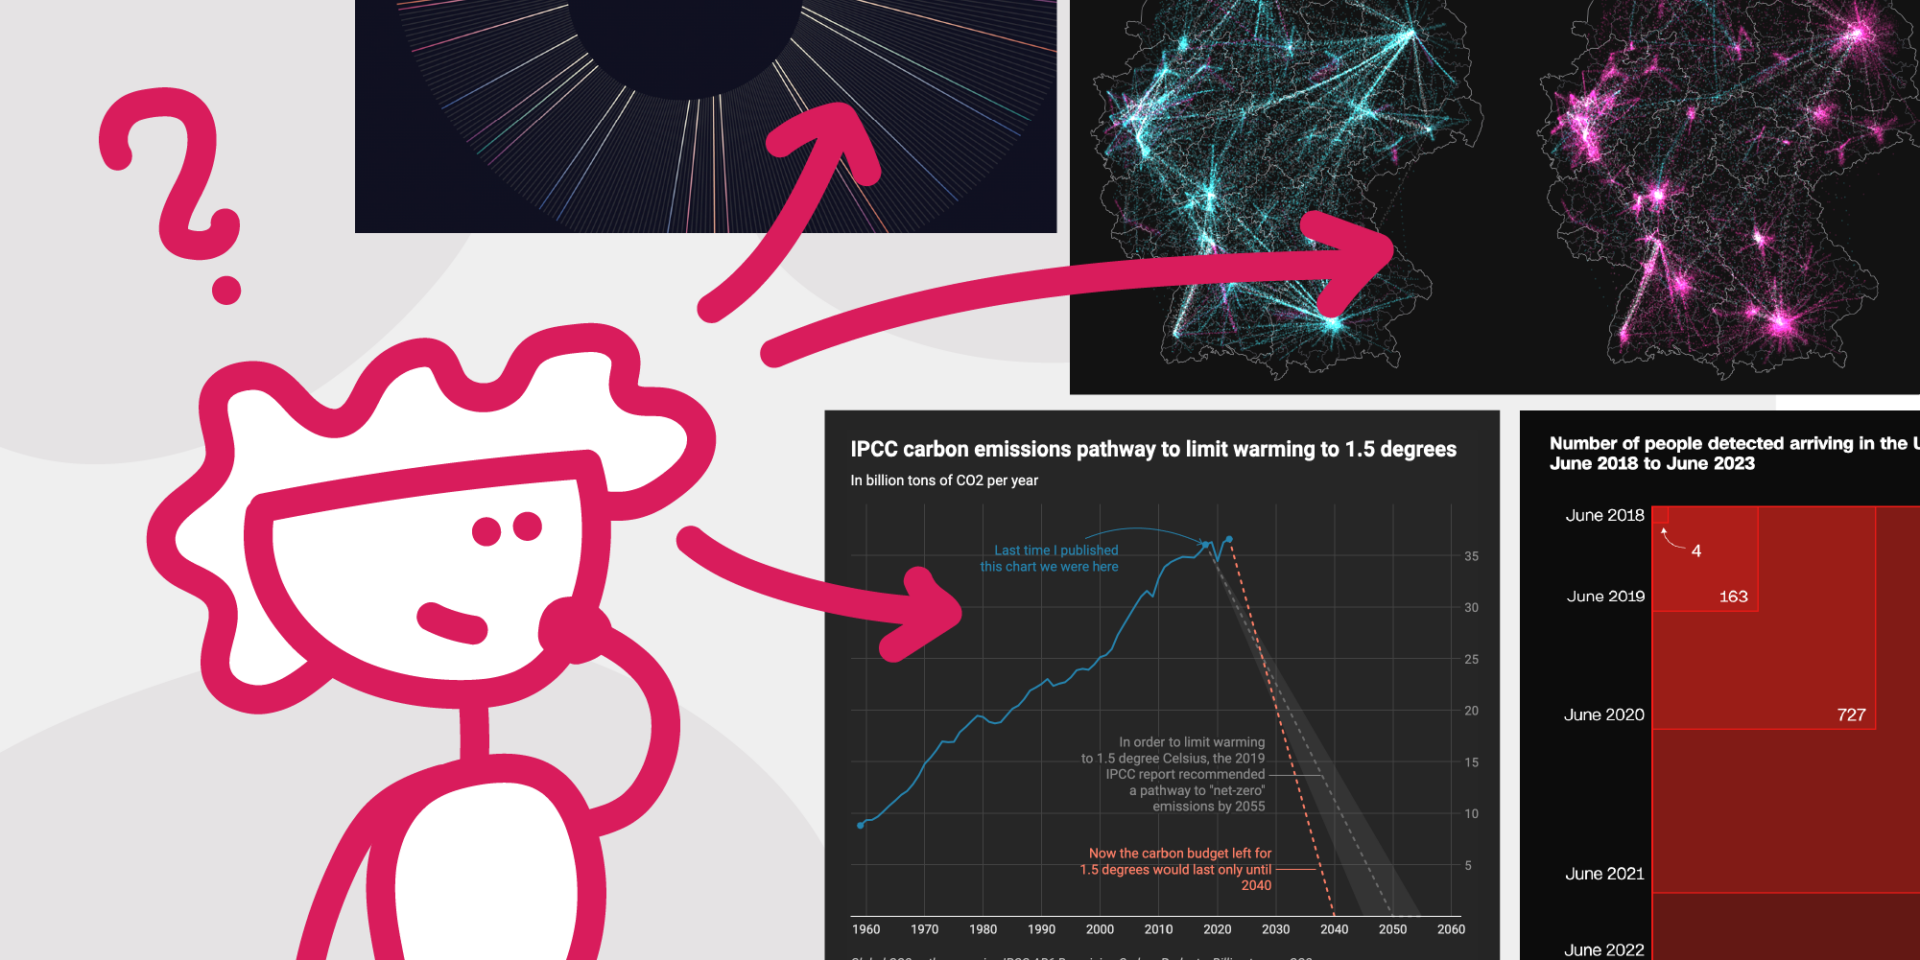 IPCC carbon emissions pathway to limit warming to 1.5 degrees
In billion tons of CO2 per year
Last time I published
this chart we were here
35
30
25
20
15
10
5
In order to limit warming
to 1.5 degree Celsius, the 2019
IPCC report recommended
a pathway to "net-zero"
emissions by 2055
Now the carbon budget left for
1.5 degrees would last only until
2040
1960 1970 1980 1990 2000 2010 2020 2030 2040 2050 2060
Number of people detected arriving in the
June 2018 to June 2023
June 2018
4
June 2019
163
June 2020
727
June 2021
June 2022